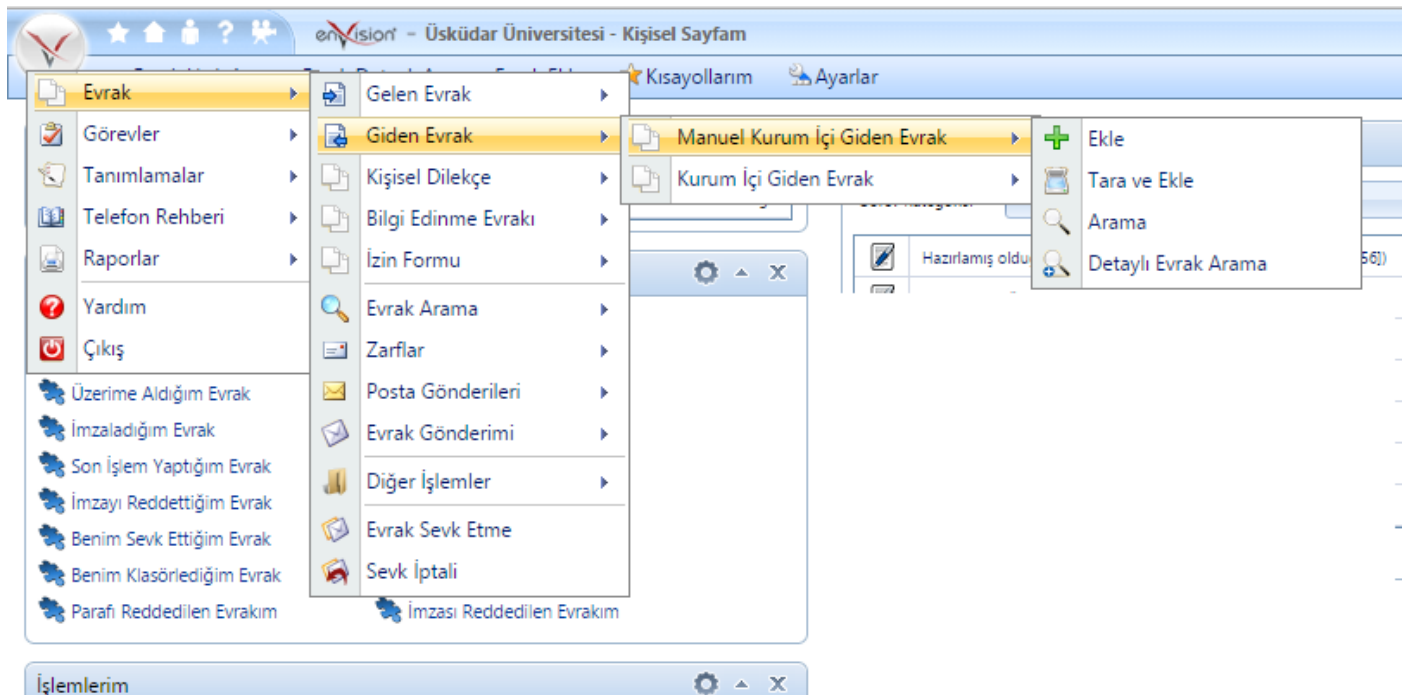 enVision - Üsküdar Üniversitesi - Kişisel Sayfam
Kısayollarım
Ayarlar
Evrak
Görevler
Tanımlamalar
Telefon Rehberi
Raporlar
Yardım
Çıkış
Gelen Evrak
Giden Evrak
Kişisel Dilekçe
Bilgi Edinme Evrakı
İzin Formu
Evrak Arama
Zarflar
Posta Gönderileri
Evrak Gönderimi
Diğer İşlemler
Evrak Sevk Etme
Sevk İptali
Manuel Kurum İçi Giden Evrak
Kurum İçi Giden Evrak
Ekle
Tara ve Ekle
Arama
Detaylı Evrak Arama
Hazırlamış 56])
Üzerime Aldığım Evrak
İmzaladığım Evrak
Son İşlem Yaptığım Evrak
İmzayı Reddettiğim Evrak
Benim Sevk Ettiğim Evrak
Benim Klasörlediğim Evrak
Parafı Reddedilen Evrakım
İmzası Reddedilen Evrakım
İşlemlerim